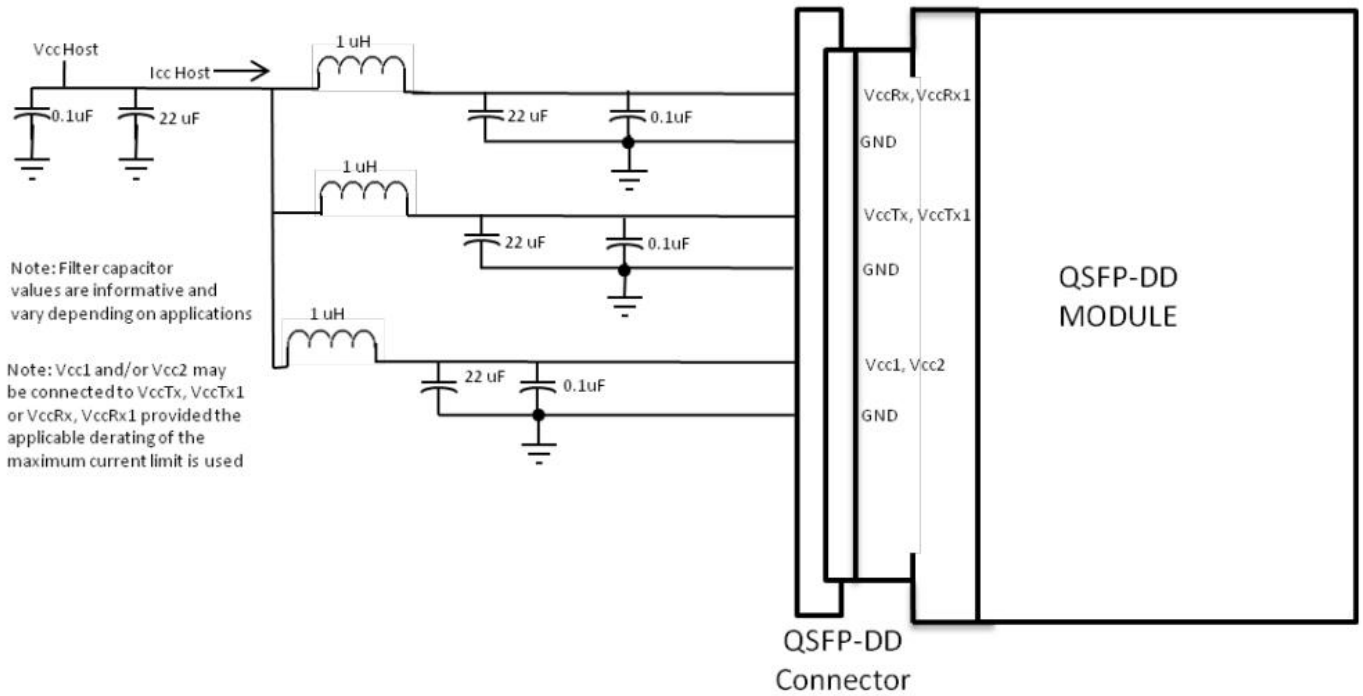 Vcc Host
Icc Host
1 uH
0.1uF
22 uF
22 uF
0.1uF
VccRx, VccRx1
GND
1 uH
22 uF
0.1uF
VccTx, VccTx1
GND
Note: Filter capacitor
values are informative and
vary depending on applications
1 uH
22 uF
0.1uF
Vcc1, Vcc2
GND
Note: Vcc1 and/or Vcc2 may
be connected to VccTx, VccTx1
or VccRx, VccRx1 provided the
applicable derating of the
maximum current limit is used
QSFP-DD
MODULE
QSFP-DD
Connector